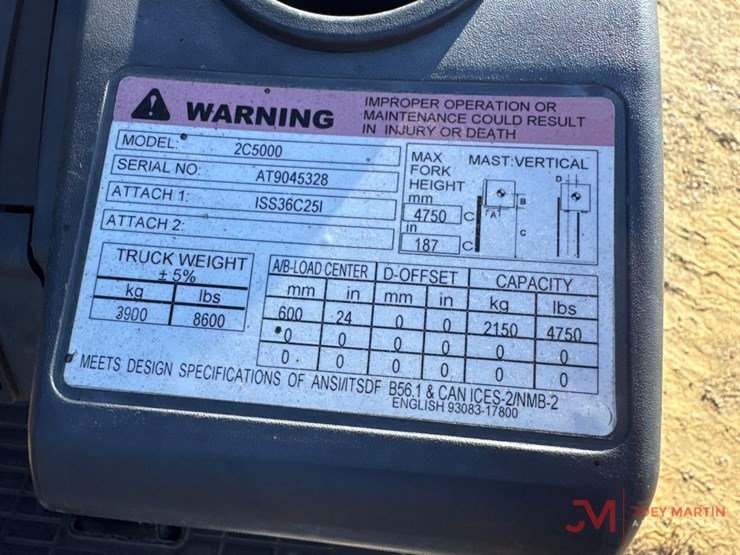 WARNING
IMPROPER OPERATION OR
MAINTENANCE COULD RESULT
IN INJURY OR DEATH
MODEL: 2C5000
SERIAL NO: AT9045328
ATTACH 1: ISS36C25I
ATTACH 2:
MAX
FORK
HEIGHT
mm
4750 C
in
187 C
MAST:VERTICAL
A B C D
TRUCK WEIGHT
± 5%
kg lbs
3900 8600
A/B-LOAD CENTER D-OFFSET CAPACITY
mm in mm in kg lbs
600 24 0 0 2150 4750
0 0 0 0 0 0
0 0 0 0 0 0
MEETS DESIGN SPECIFICATIONS OF ANSI/ITSDF B56.1 & CAN ICES-2/NMB-2
ENGLISH 93083-17800
JM JOEY MARTIN